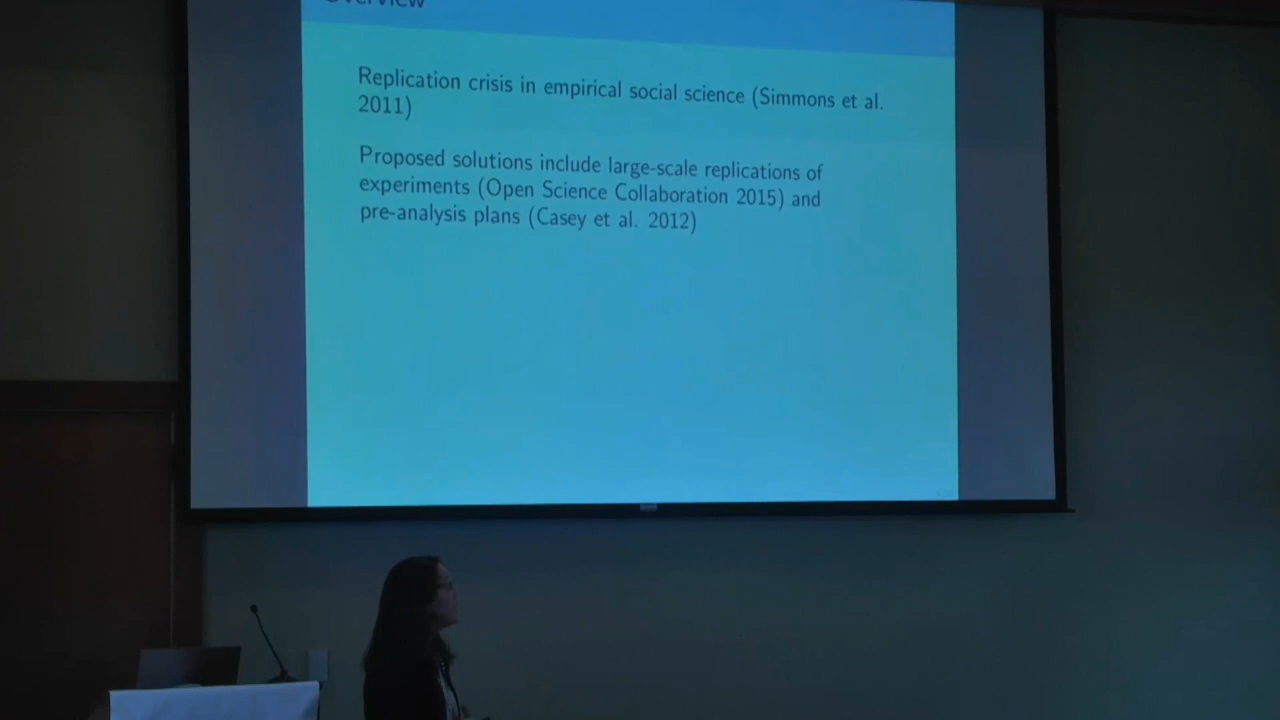 Overview
Replication crisis in empirical social science (Simmons et al.
2011)
Proposed solutions include large-scale replications of
experiments (Open Science Collaboration 2015) and
pre-analysis plans (Casey et al. 2012)